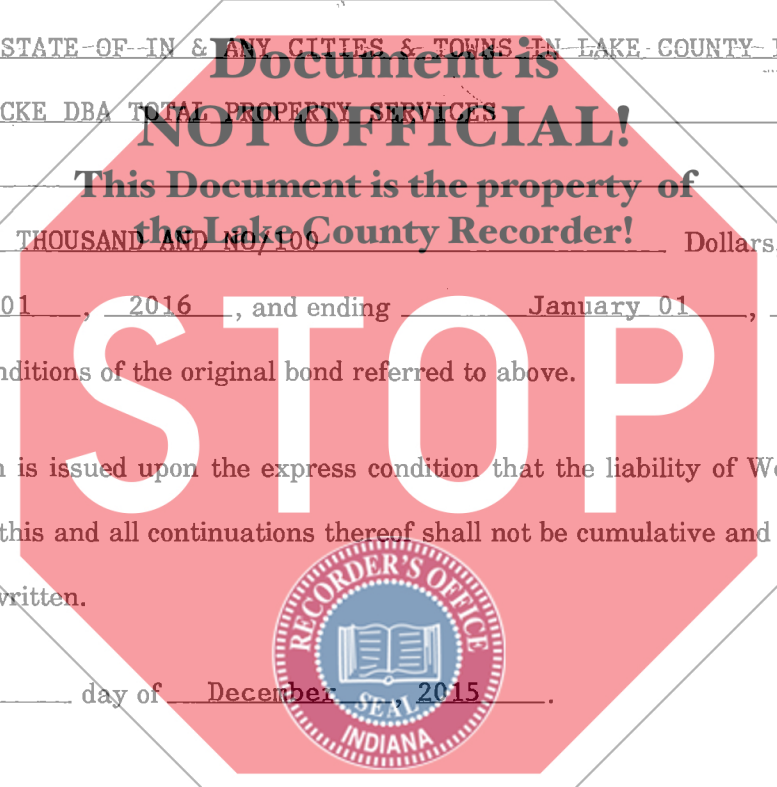 STATE OF IN & ANY CITIES & TOWNS IN LAKE COUNTY
Document is
CKE DBA TOTAL PROPERTY SERVICES
NOT OFFICIAL!
This Document is the property of
the Lake County Recorder!
THOUSAND AND NO/100 Dollars
01, 2016, and ending January 01,
STOP
nditions of the original bond referred to above.
n is issued upon the express condition that the liability of We
this and all continuations thereof shall not be cumulative and
written.
RECORDER'S OFFICE
day of December, 2015.
SEAL
INDIANA